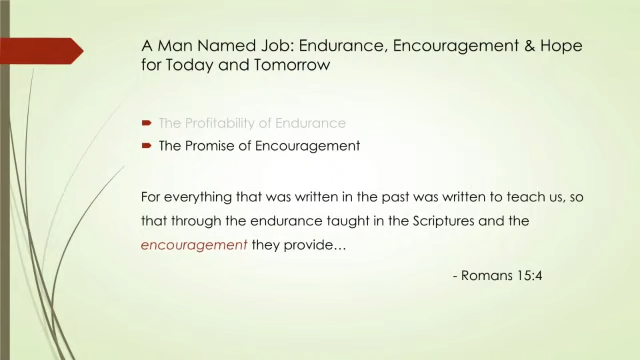 A Man Named Job: Endurance, Encouragement & Hope
for Today and Tomorrow
The Profitability of Endurance
The Promise of Encouragement
For everything that was written in the past was written to teach us, so
that through the endurance taught in the Scriptures and the
encouragement they provide…
- Romans 15:4